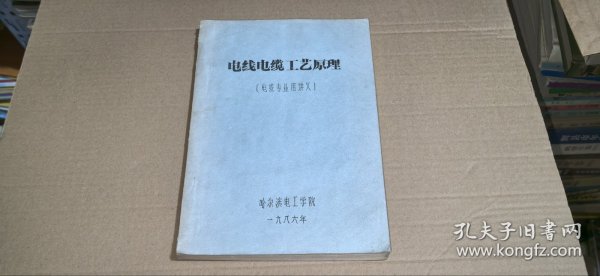 电线电缆工艺原理
（电缆专业用讲义）
哈尔滨电工学院
一九八六年
孔夫子旧书网
www.kongfz.com